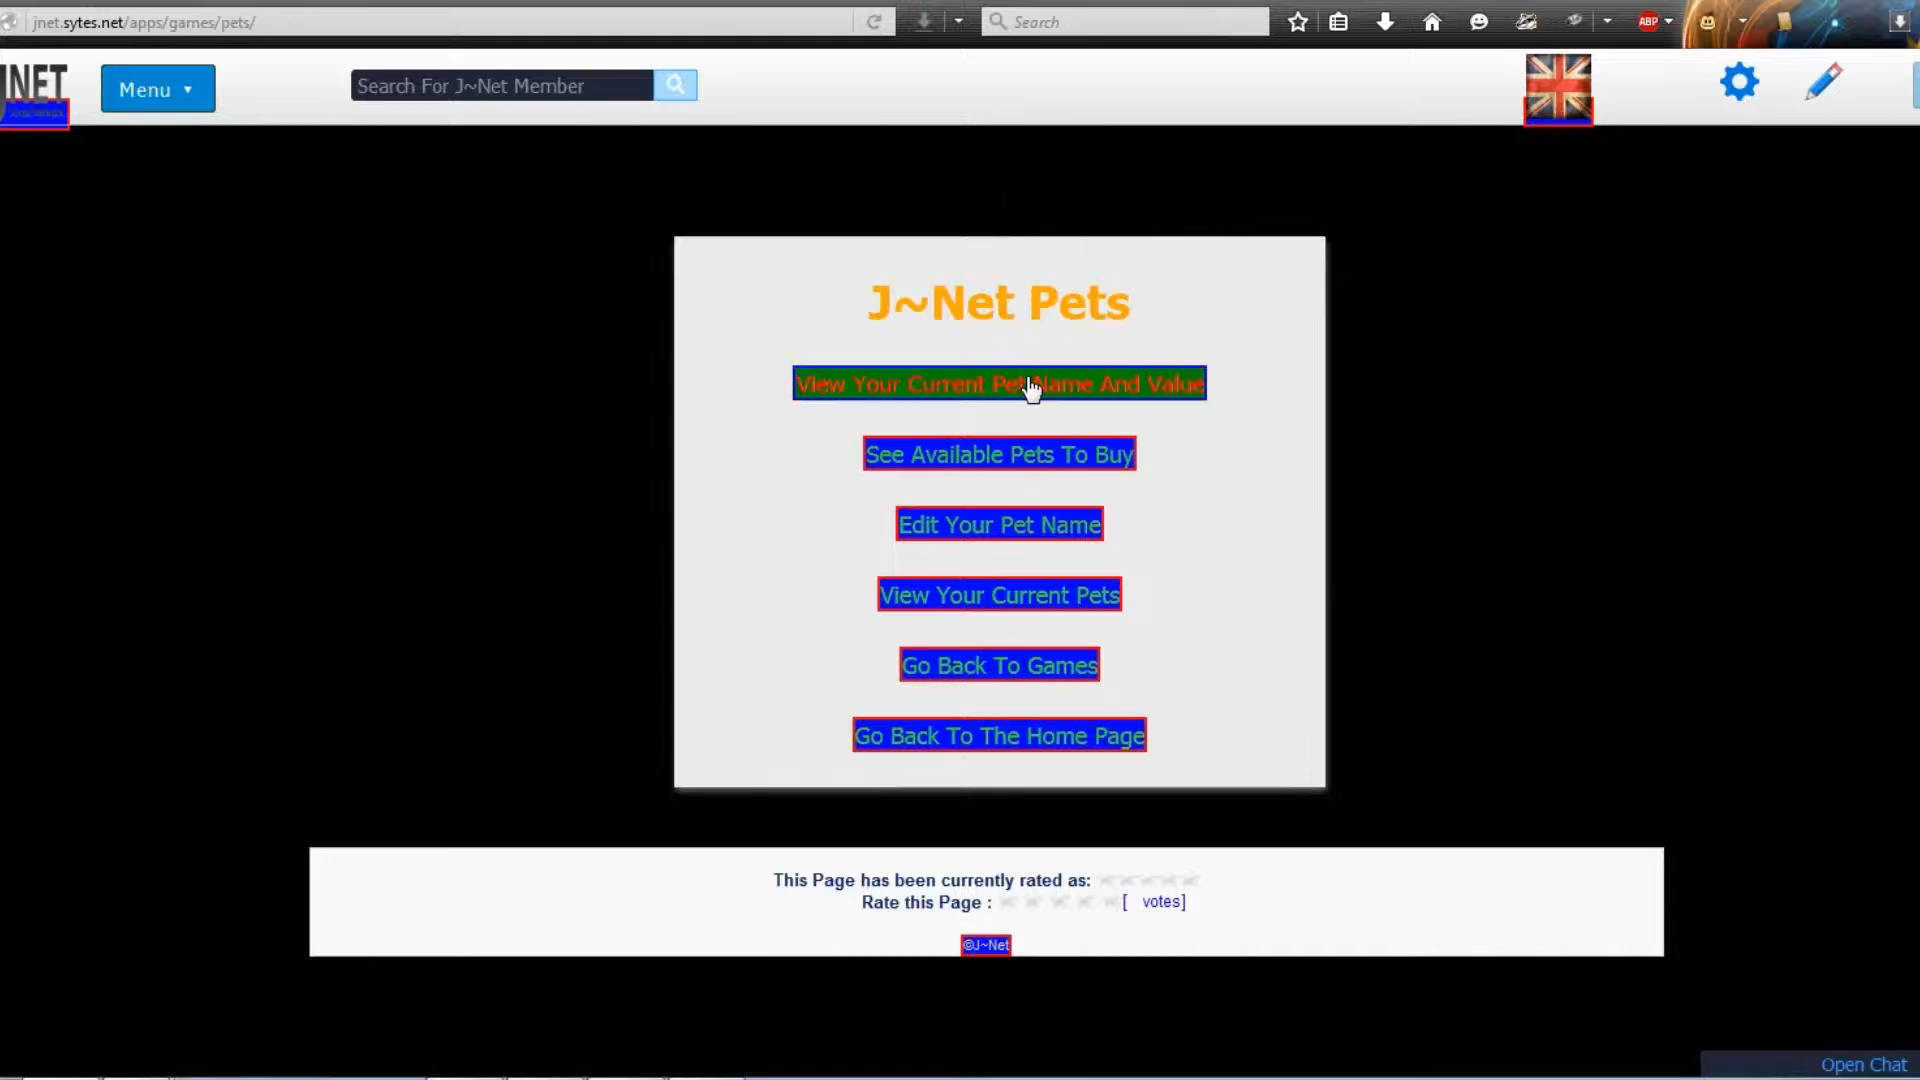 jnet.sytes.net/apps/games/pets/
Search
ABP
JNET
Menu
Search For J~Net Member
J~Net Pets
View Your Current Pet Name And Value
See Available Pets To Buy
Edit Your Pet Name
View Your Current Pets
Go Back To Games
Go Back To The Home Page
This Page has been currently rated as:
Rate this Page : [ votes]
©J~Net
Open Chat